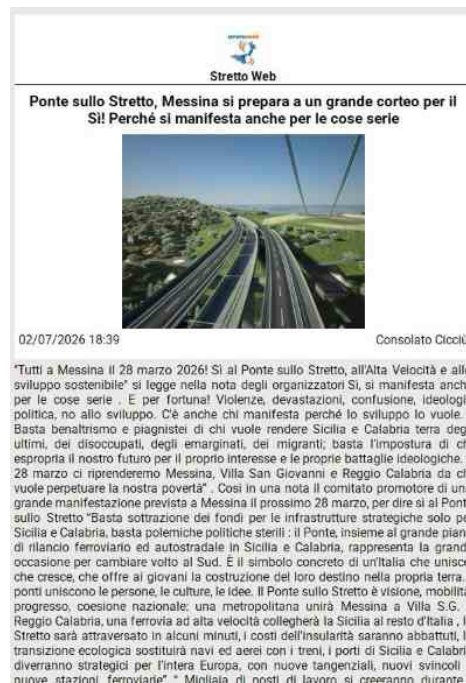 Stretto Web
Ponte sullo Stretto, Messina si prepara a un grande corteo per il
Sì! Perché si manifesta anche per le cose serie
02/07/2026 18:39
Consolato Cicciù
"Tutti a Messina il 28 marzo 2026! Sì al Ponte sullo Stretto, all'Alta Velocità e allo
sviluppo sostenibile" si legge nella nota degli organizzatori Si, si manifesta anch
per le cose serie . E per fortuna! Violenze, devastazioni, confusione, ideologi
politica, no allo sviluppo. C'è anche chi manifesta perché lo sviluppo lo vuole.
Basta benaltrismo e piagnistei di chi vuole rendere Sicilia e Calabria terra deg
ultimi, dei disoccupati, degli emarginati, dei migranti; basta l'impostura di ch
espropria il nostro futuro per il proprio interesse e le proprie battaglie ideologiche.
28 marzo ci riprenderemo Messina, Villa San Giovanni e Reggio Calabria da c
vuole perpetuare la nostra povertà" . Così in una nota il comitato promotore di un
grande manifestazione prevista a Messina il prossimo 28 marzo, per dire sì al Pont
sullo Stretto "Basta sottrazione dei fondi per le infrastrutture strategiche solo pe
Sicilia e Calabria, basta polemiche politiche sterili : il Ponte, insieme al grande pian
di rilancio ferroviario ed autostradale in Sicilia e Calabria, rappresenta la grand
occasione per cambiare volto al Sud. È il simbolo concreto di un'Italia che unisc
che cresce, che offre ai giovani la costruzione del loro destino nella propria terra.
ponti uniscono le persone, le culture, le idee. Il Ponte sullo Stretto è visione, mobilità
progresso, coesione nazionale: una metropolitana unirà Messina a Villa S.G.
Reggio Calabria, una ferrovia ad alta velocità collegherà la Sicilia al resto d'Italia , l
Stretto sarà attraversato in alcuni minuti, i costi dell'insularità saranno abbattuti, l
transizione ecologica sostituirà navi ed aerei con i treni, i porti di Sicilia e Calabri
diverranno strategici per l'intera Europa, con nuove tangenziali, nuovi svincoli
nuove stazioni ferroviarie" " Migliaia di posti di lavoro si creeranno durante